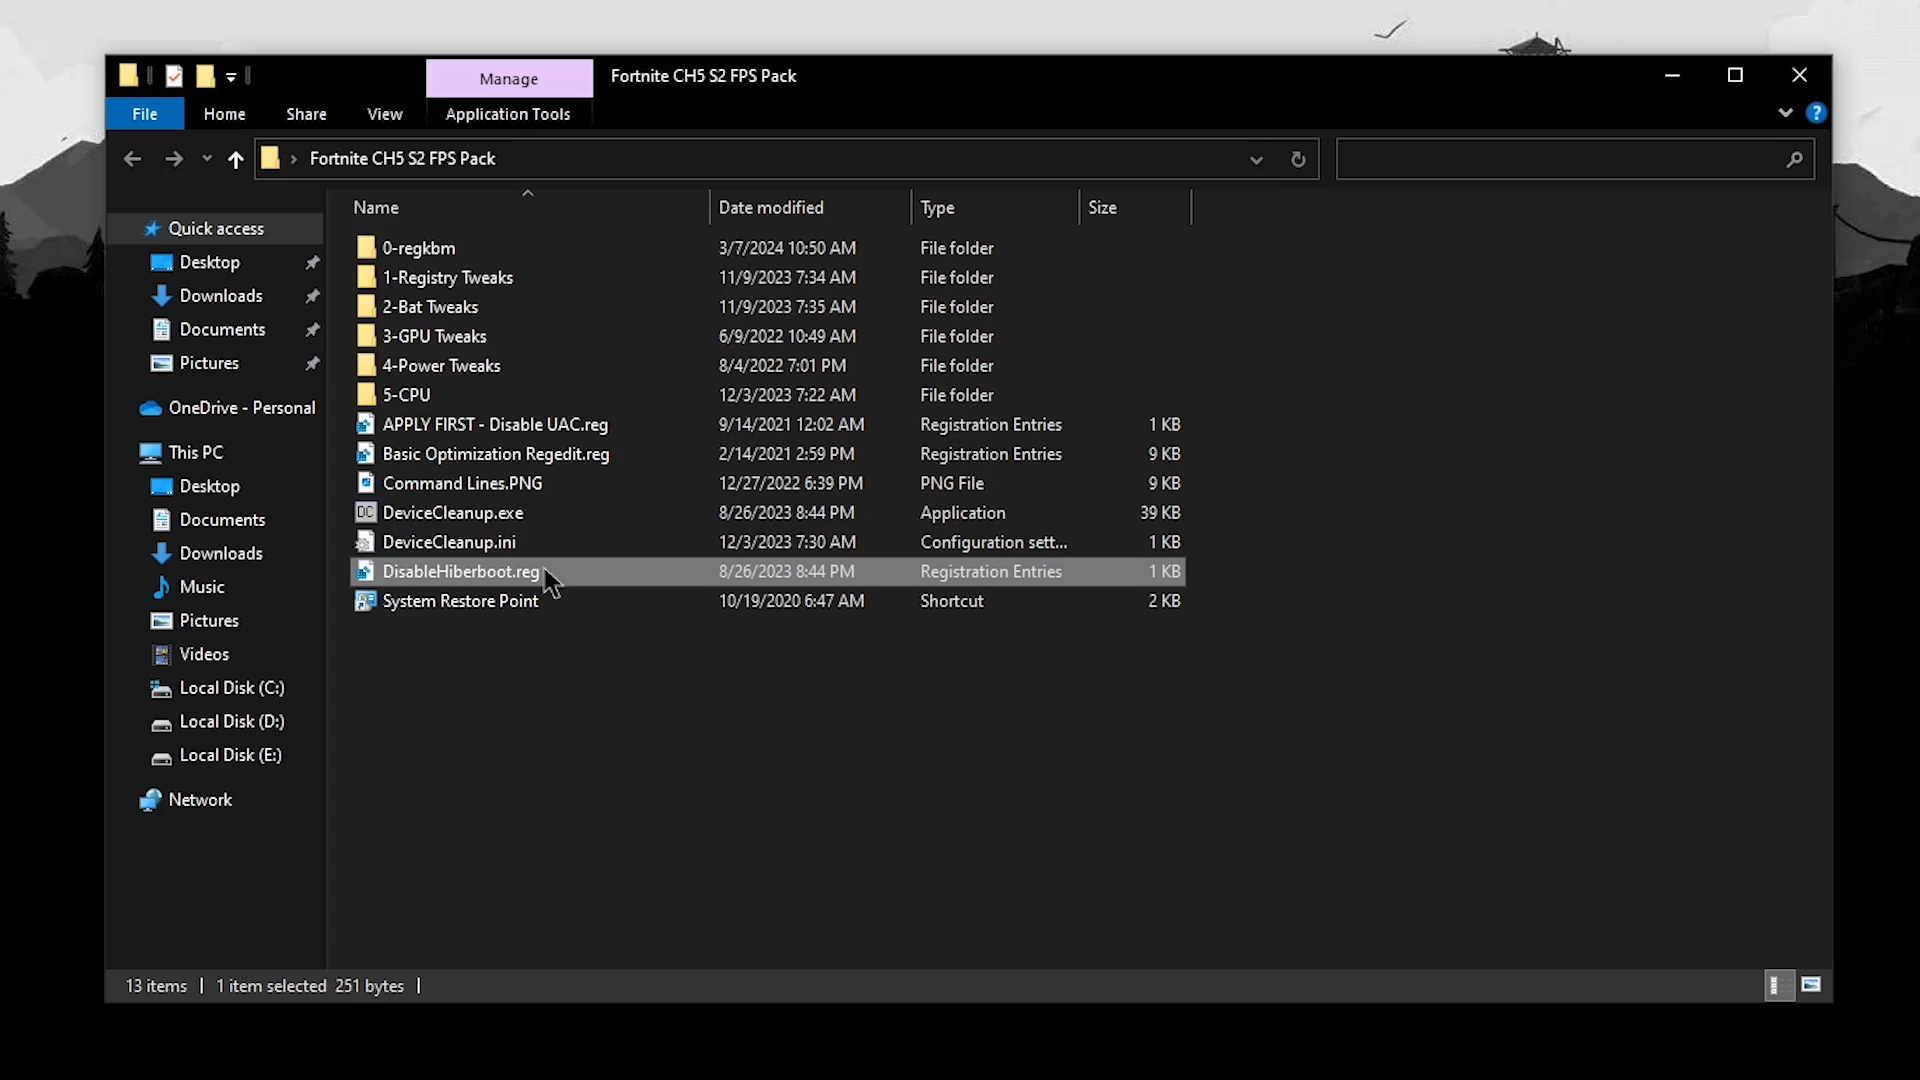 Manage
Fortnite CH5 S2 FPS Pack
File
Home
Share
View
Application Tools
?
Fortnite CH5 S2 FPS Pack
Name
Date modified
Type
Size
Quick access
Desktop
Downloads
Documents
Pictures
OneDrive - Personal
This PC
Desktop
Documents
Downloads
Music
Pictures
Videos
Local Disk (C:)
Local Disk (D:)
Local Disk (E:)
Network
0-regkbm 3/7/2024 10:50 AM File folder
1-Registry Tweaks 11/9/2023 7:34 AM File folder
2-Bat Tweaks 11/9/2023 7:35 AM File folder
3-GPU Tweaks 6/9/2022 10:49 AM File folder
4-Power Tweaks 8/4/2022 7:01 PM File folder
5-CPU 12/3/2023 7:22 AM File folder
APPLY FIRST - Disable UAC.reg 9/14/2021 12:02 AM Registration Entries 1 KB
Basic Optimization Regedit.reg 2/14/2021 2:59 PM Registration Entries 9 KB
Command Lines.PNG 12/27/2022 6:39 PM PNG File 9 KB
DC DeviceCleanup.exe 8/26/2023 8:44 PM Application 39 KB
DeviceCleanup.ini 12/3/2023 7:30 AM Configuration sett... 1 KB
DisableHiberboot.reg 8/26/2023 8:44 PM Registration Entries 1 KB
System Restore Point 10/19/2020 6:47 AM Shortcut 2 KB
13 items
1 item selected 251 bytes